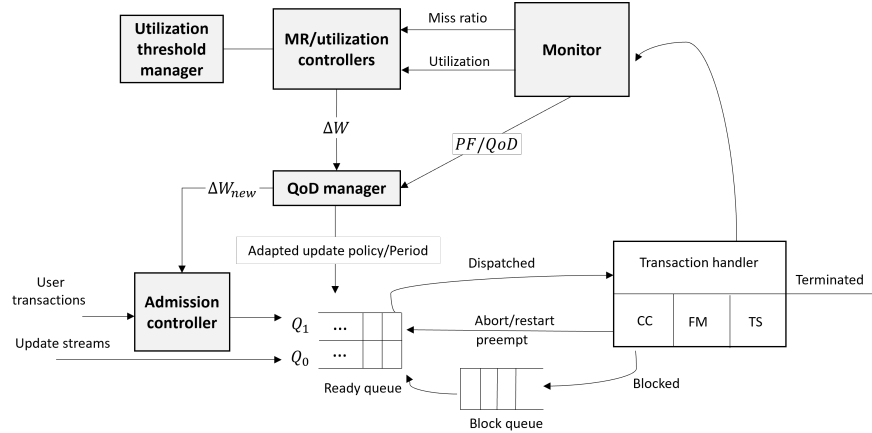 Utilization
threshold
manager
MR/utilization
controllers
Miss ratio
Utilization
Monitor
ΔW
PF/QoD
ΔW_new
QoD manager
Adapted update policy/Period
User
transactions
Admission
controller
Update streams
Q_1
...
Q_0
...
Ready queue
Dispatched
Abort/restart
preempt
Transaction handler
CC FM TS
Terminated
Blocked
Block queue